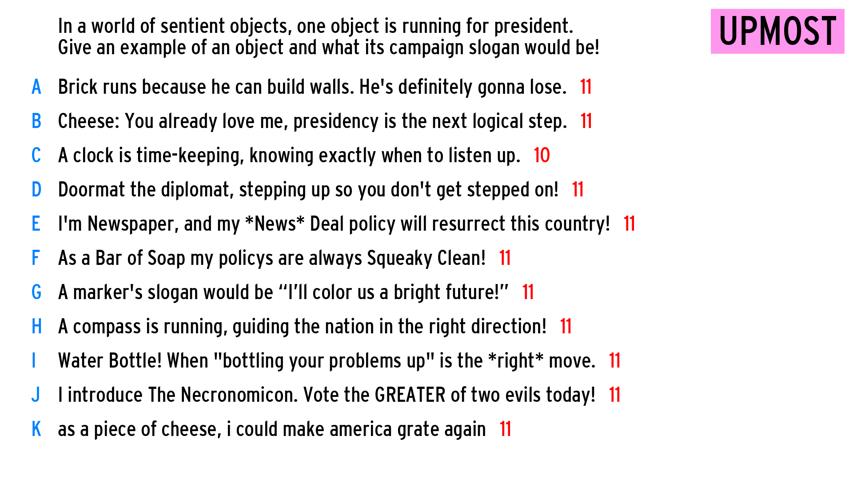 In a world of sentient objects, one object is running for president.
Give an example of an object and what its campaign slogan would be!
UPMOST
A Brick runs because he can build walls. He's definitely gonna lose. 11
B Cheese: You already love me, presidency is the next logical step. 11
C A clock is time-keeping, knowing exactly when to listen up. 10
D Doormat the diplomat, stepping up so you don't get stepped on! 11
E I'm Newspaper, and my *News* Deal policy will resurrect this country! 11
F As a Bar of Soap my policys are always Squeaky Clean! 11
G A marker's slogan would be “I’ll color us a bright future!” 11
H A compass is running, guiding the nation in the right direction! 11
I Water Bottle! When "bottling your problems up" is the *right* move. 11
J I introduce The Necronomicon. Vote the GREATER of two evils today! 11
K as a piece of cheese, i could make america grate again 11